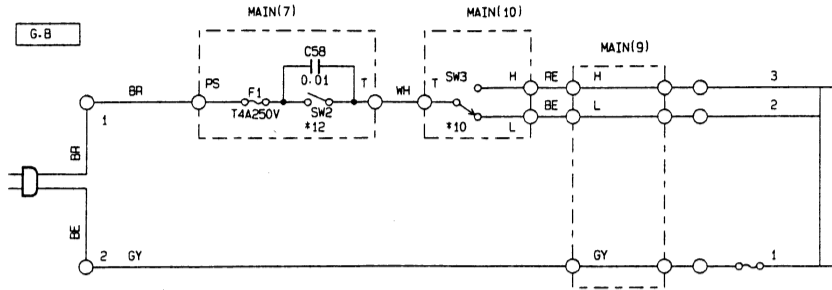 G.B
MAIN(7)
MAIN(10)
MAIN(9)
C58
0.01
BR
PS
F1
T4A250V
SW2
*12
T
WH
T
SW3
*10
H
L
RE
BE
H
L
3
2
1
BR
BE
2
GY
GY
1